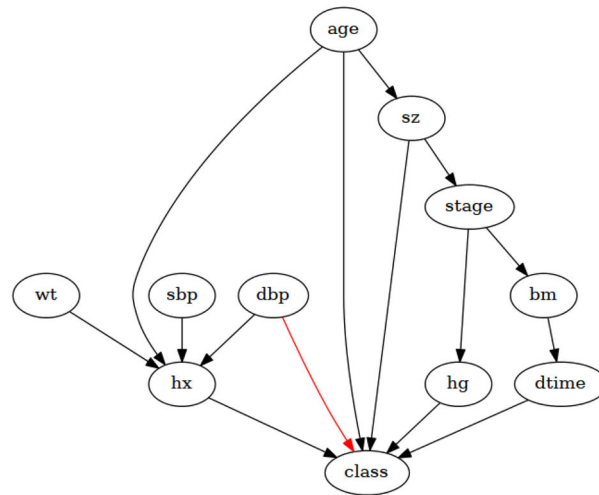 age
sz
stage
wt sbp dbp bm
hx hg dtime
class